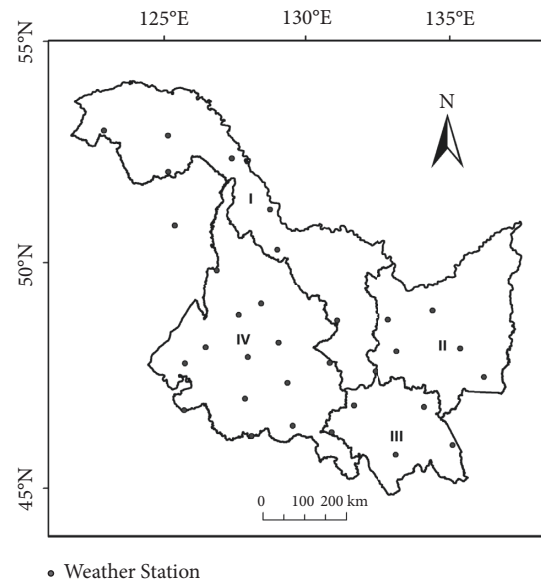 125°E 130°E 135°E
55°N
N
I
50°N
IV
II
III
45°N
0 100 200 km
Weather Station